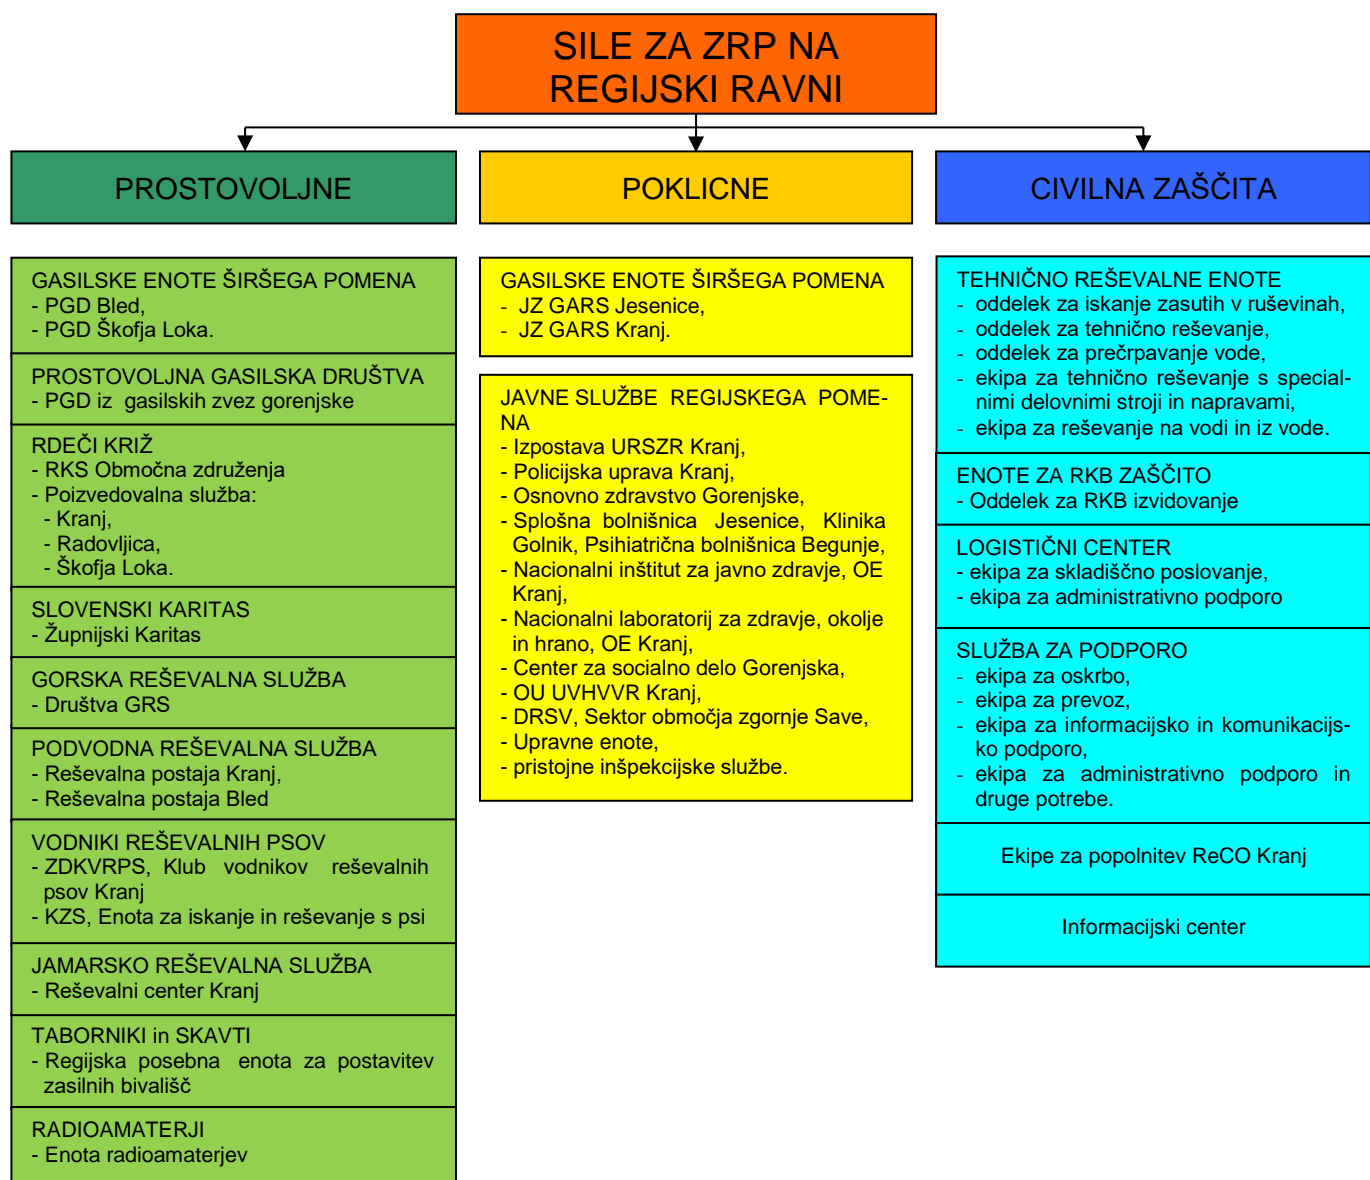 SILE ZA ZRP NA
REGIJSKI RAVNI
PROSTOVOLJNE
GASILSKE ENOTE ŠIRŠEGA POMENA
- PGD Bled,
- PGD Škofja Loka.
PROSTOVOLJNA GASILSKA DRUŠTVA
- PGD iz gasilskih zvez gorenjske
RDEČI KRIŽ
- RKS Območna združenja
- Poizvedovalna služba:
- Kranj,
- Radovljica,
- Škofja Loka.
SLOVENSKI KARITAS
- Župnijski Karitas
GORSKA REŠEVALNA SLUŽBA
- Društva GRS
PODVODNA REŠEVALNA SLUŽBA
- Reševalna postaja Kranj,
- Reševalna postaja Bled
VODNIKI REŠEVALNIH PSOV
- ZDKVRPS, Klub vodnikov reševalnih
psov Kranj
- KZS, Enota za iskanje in reševanje s psi
JAMARSKO REŠEVALNA SLUŽBA
- Reševalni center Kranj
TABORNIKI in SKAVTI
- Regijska posebna enota za postavitev
zasilnih bivališč
RADIOAMATERJI
- Enota radioamaterjev
POKLICNE
GASILSKE ENOTE ŠIRŠEGA POMENA
- JZ GARS Jesenice,
- JZ GARS Kranj.
JAVNE SLUŽBE REGIJSKEGA POME-
NA
- Izpostava URSZR Kranj,
- Policijska uprava Kranj,
- Osnovno zdravstvo Gorenjske,
- Splošna bolnišnica Jesenice, Klinika
Golnik, Psihiatrična bolnišnica Begunje,
- Nacionalni inštitut za javno zdravje, OE
Kranj,
- Nacionalni laboratorij za zdravje, okolje
in hrano, OE Kranj,
- Center za socialno delo Gorenjska,
- OU UVHVVR Kranj,
- DRSV, Sektor območja zgornje Save,
- Upravne enote,
- pristojne inšpekcijske službe.
CIVILNA ZAŠČITA
TEHNIČNO REŠEVALNE ENOTE
- oddelek za iskanje zasutih v ruševinah,
- oddelek za tehnično reševanje,
- oddelek za prečrpavanje vode,
- ekipa za tehnično reševanje s special-
nimi delovnimi stroji in napravami,
- ekipa za reševanje na vodi in iz vode.
ENOTE ZA RKB ZAŠČITO
- Oddelek za RKB izvidovanje
LOGISTIČNI CENTER
- ekipa za skladiščno poslovanje,
- ekipa za administrativno podporo
SLUŽBA ZA PODPORO
- ekipa za oskrbo,
- ekipa za prevoz,
- ekipa za informacijsko in komunikacij-
sko podporo,
- ekipa za administrativno podporo in
druge potrebe.
Ekipe za popolnitev ReCO Kranj
Informacijski center